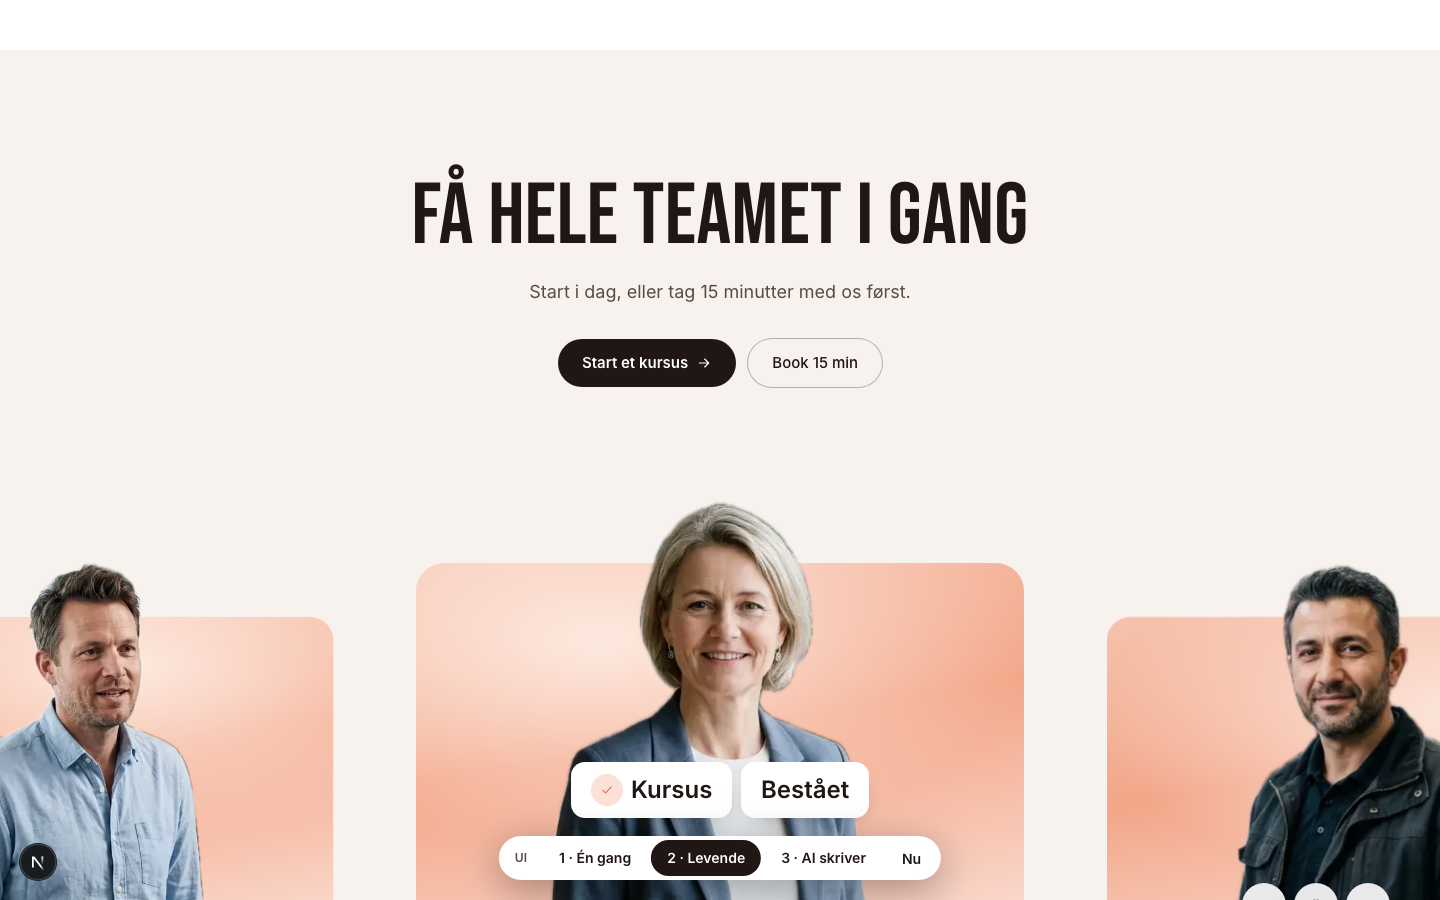 FÅ HELE TEAMET I GANG
Start i dag, eller tag 15 minutter med os først.
Start et kursus →
Book 15 min
Kursus
Bestået
UI
1 · Én gang
2 · Levende
3 · AI skriver
Nu
N